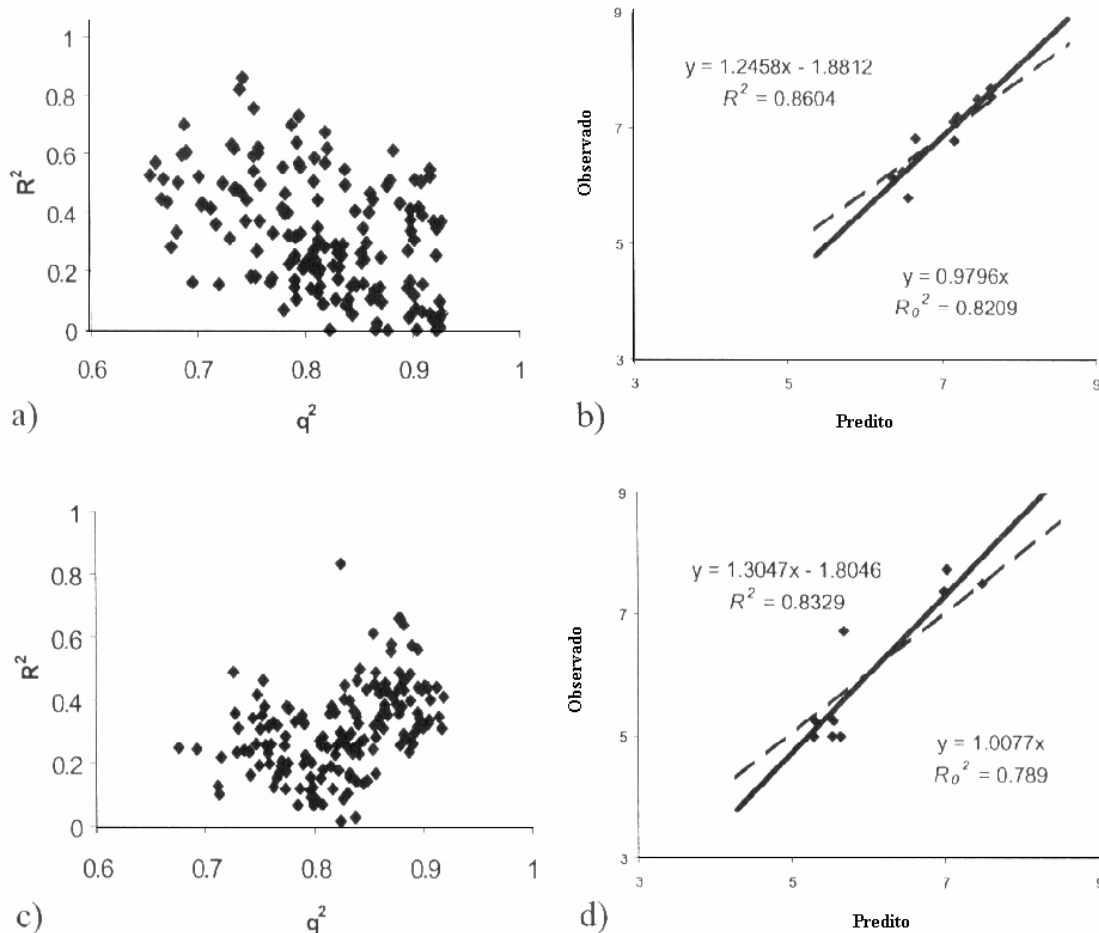 1
0.8
0.6
0.4
0.2
0
R²
0.6
0.7
0.8
0.9
1
q²
a)
9
7
5
3
Observado
y = 1.2458x - 1.8812
R² = 0.8604
y = 0.9796x
R₀² = 0.8209
3
5
7
9
Predito
b)
1
0.8
0.6
0.4
0.2
0
R²
0.6
0.7
0.8
0.9
1
q²
c)
9
7
5
3
Observado
y = 1.3047x - 1.8046
R² = 0.8329
y = 1.0077x
R₀² = 0.789
3
5
7
9
Predito
d)